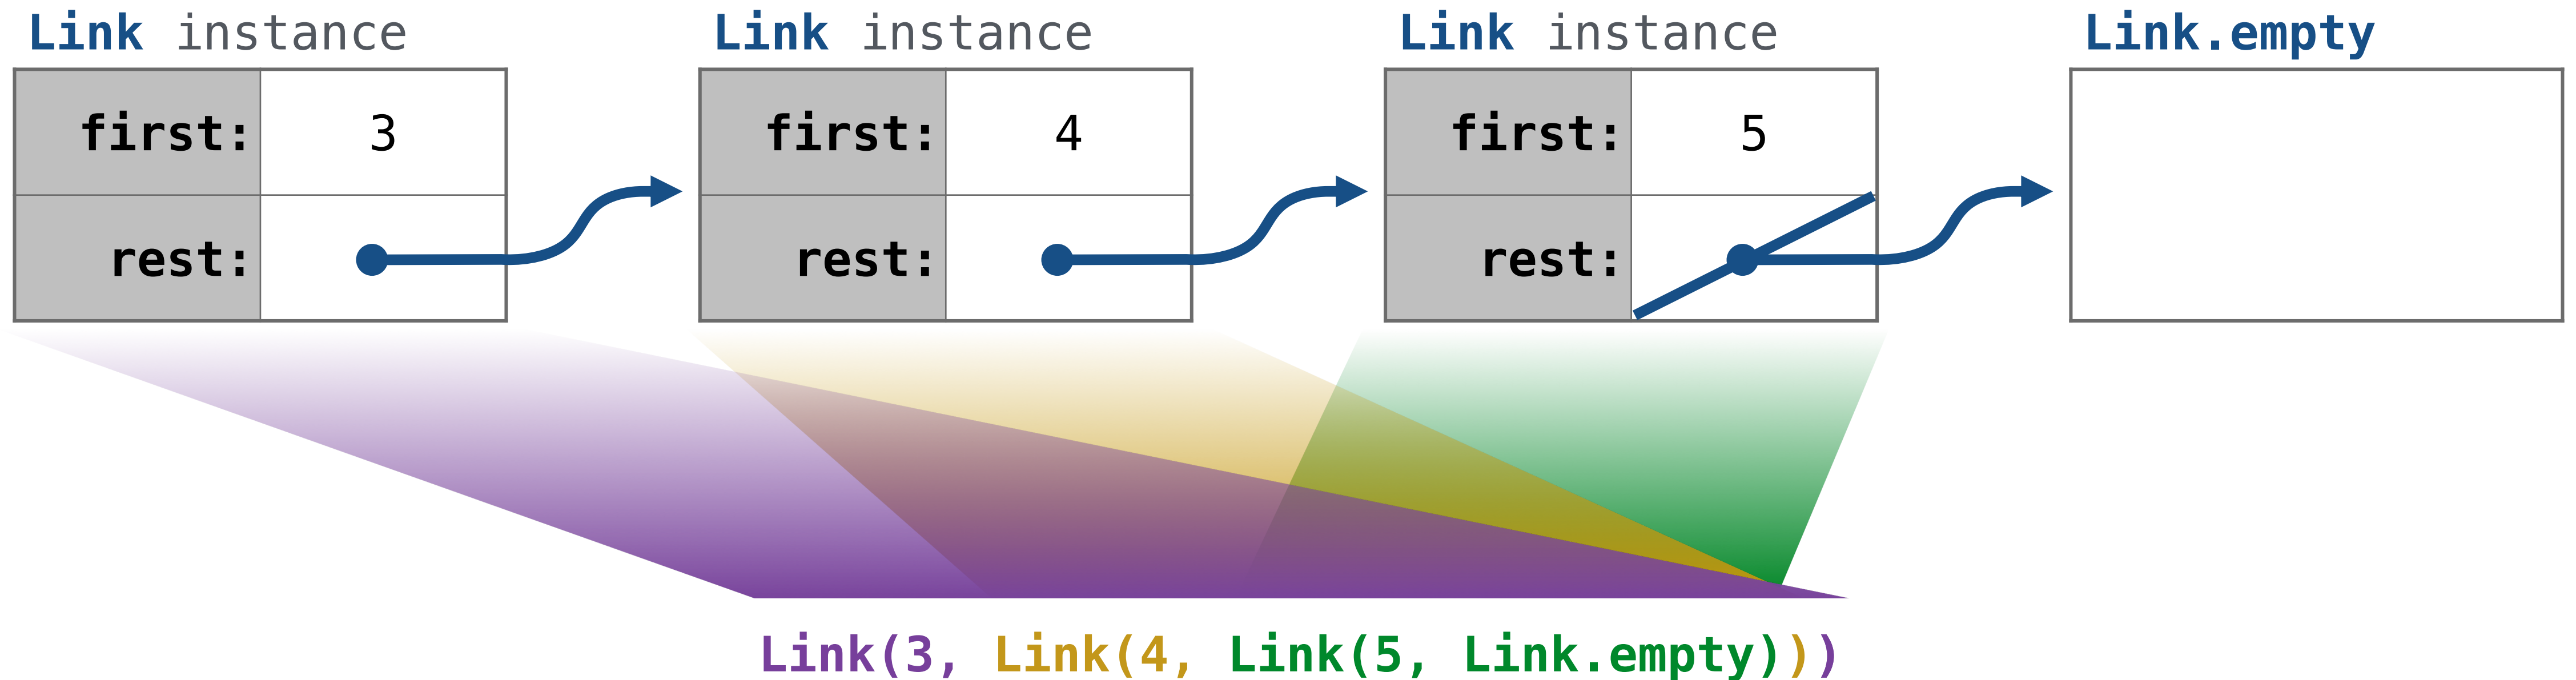 Link instance Link instance Link instance Link.empty
first: 3 first: 4 first: 5
rest: rest: rest:
Link(3, Link(4, Link(5, Link.empty)))